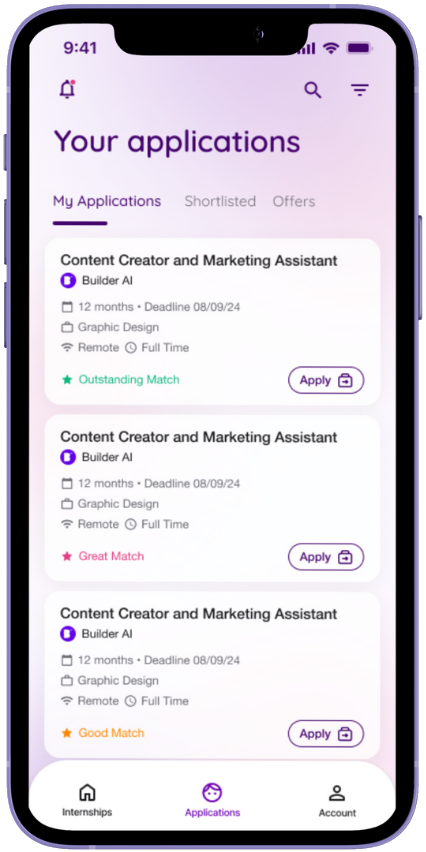 9:41
Your applications
My Applications Shortlisted Offers
Content Creator and Marketing Assistant
Builder AI
12 months • Deadline 08/09/24
Graphic Design
Remote Full Time
Outstanding Match Apply
Content Creator and Marketing Assistant
Builder AI
12 months • Deadline 08/09/24
Graphic Design
Remote Full Time
Great Match Apply
Content Creator and Marketing Assistant
Builder AI
12 months • Deadline 08/09/24
Graphic Design
Remote Full Time
Good Match Apply
Internships Applications Account